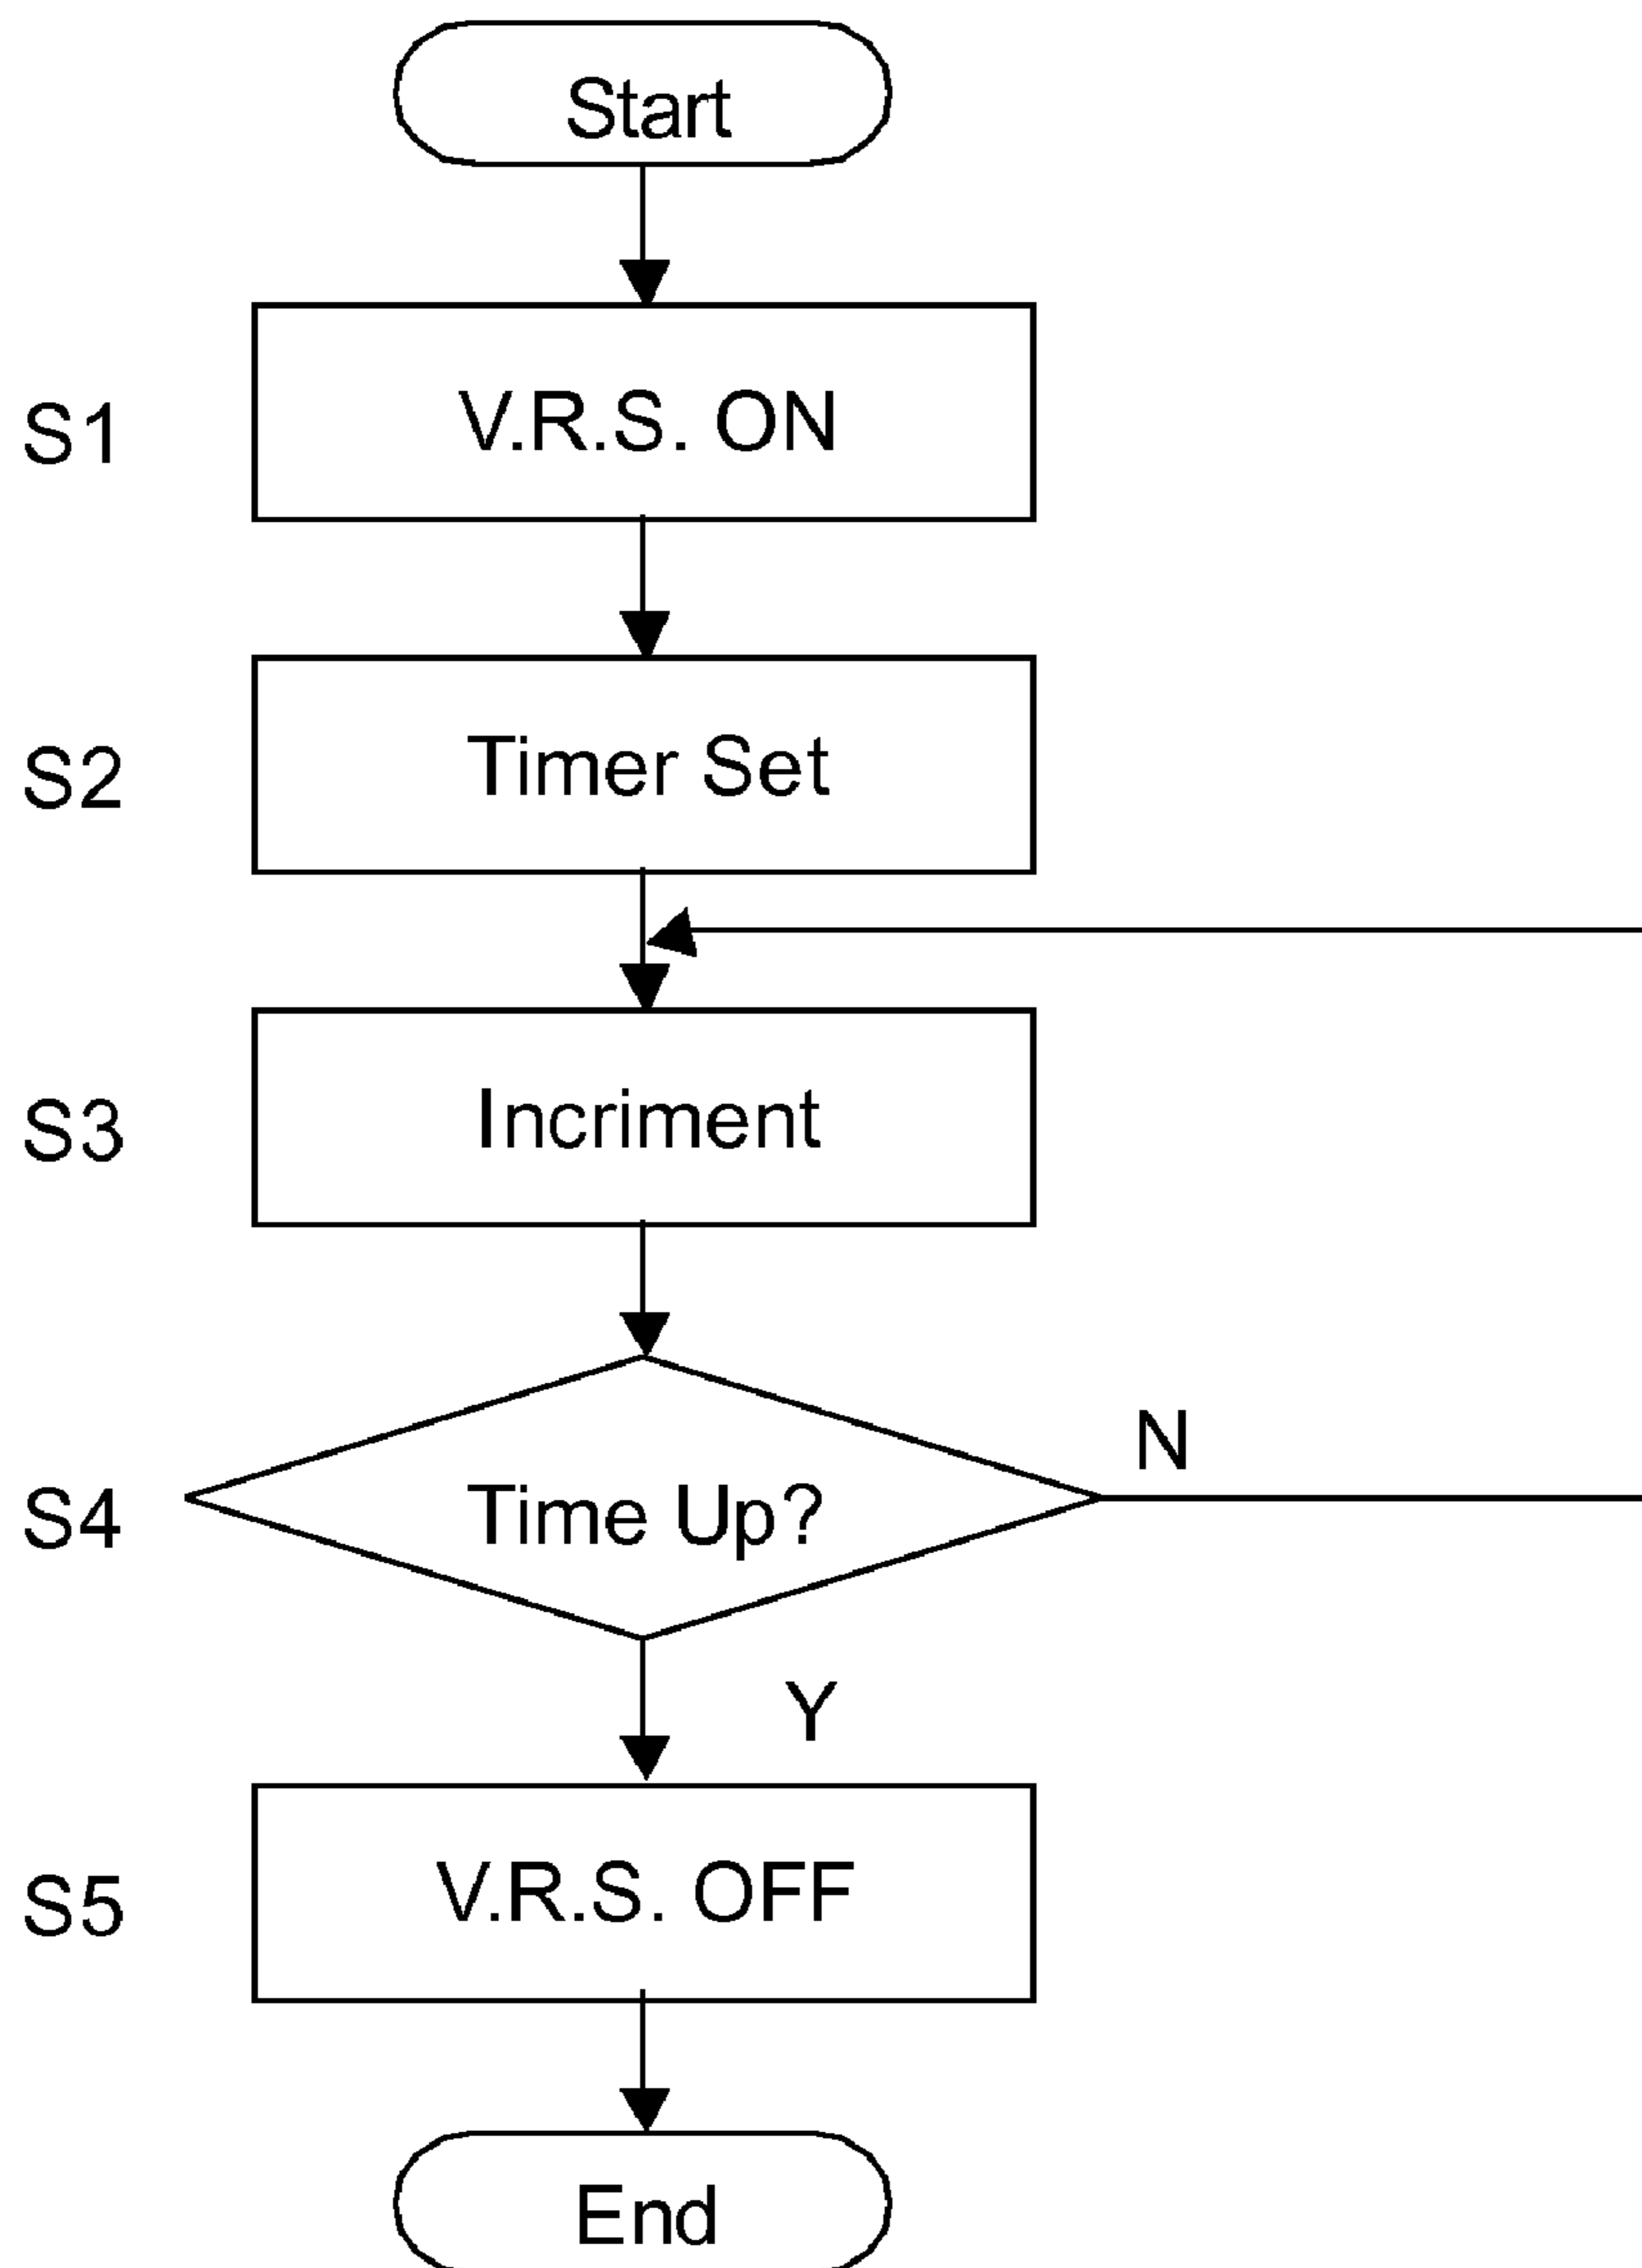 Start
S1
V.R.S. ON
S2
Timer Set
S3
Incriment
S4
Time Up?
N
Y
S5
V.R.S. OFF
End